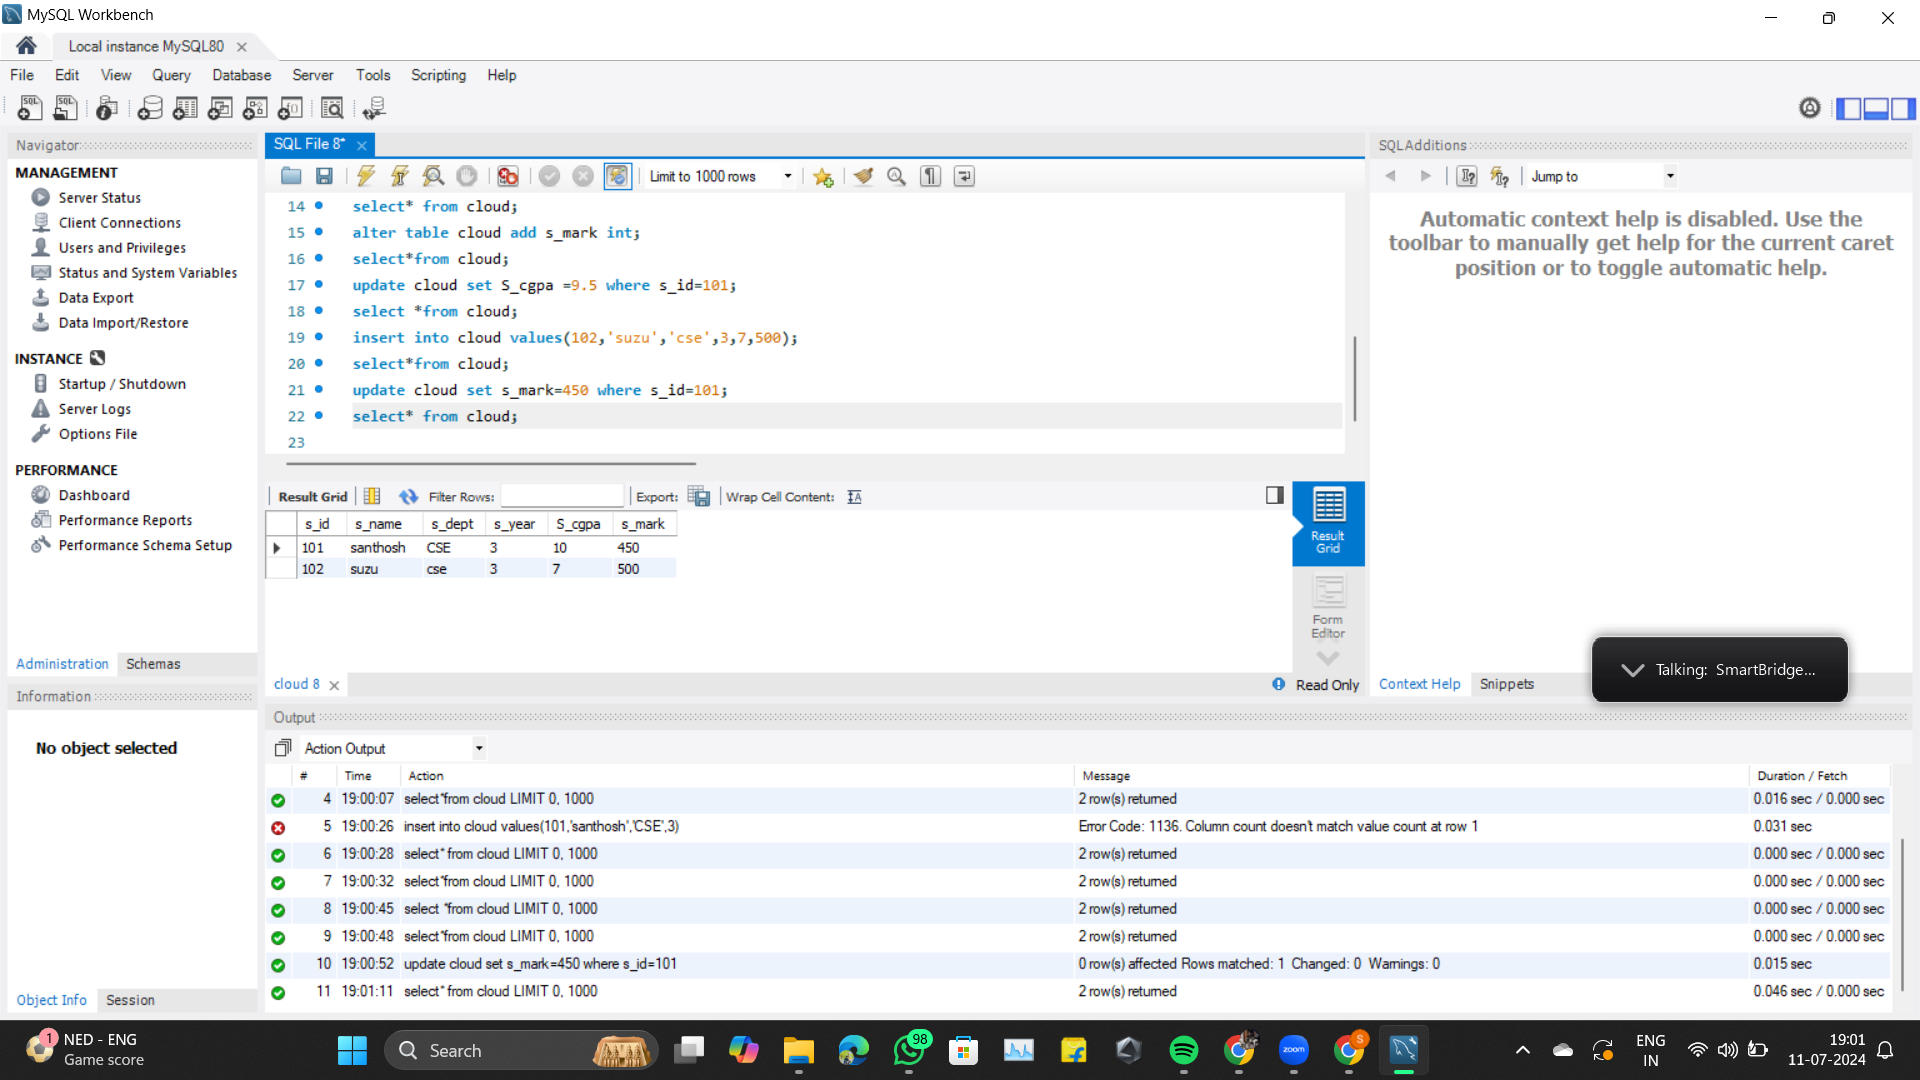 MySQL Workbench
Local instance MySQL80
File Edit View Query Database Server Tools Scripting Help
Navigator
MANAGEMENT
Server Status
Client Connections
Users and Privileges
Status and System Variables
Data Export
Data Import/Restore
INSTANCE
Startup / Shutdown
Server Logs
Options File
PERFORMANCE
Dashboard
Performance Reports
Performance Schema Setup
Administration Schemas
Information
No object selected
Object Info Session
SQL File 8*
Limit to 1000 rows
14 select* from cloud;
15 alter table cloud add s_mark int;
16 select*from cloud;
17 update cloud set S_cgpa =9.5 where s_id=101;
18 select *from cloud;
19 insert into cloud values(102,'suzu','cse',3,7,500);
20 select*from cloud;
21 update cloud set s_mark=450 where s_id=101;
22 select* from cloud;
23
Result Grid Filter Rows: Export: Wrap Cell Content:
s_id s_name s_dept s_year S_cgpa s_mark
101 santhosh CSE 3 10 450
102 suzu cse 3 7 500
Result
Grid
Form
Editor
cloud 8
Read Only
SQLAdditions
Jump to
Automatic context help is disabled. Use the
toolbar to manually get help for the current caret
position or to toggle automatic help.
Context Help Snippets
Talking: SmartBridge...
Output
Action Output
# Time Action Message Duration / Fetch
4 19:00:07 select*from cloud LIMIT 0, 1000 2 row(s) returned 0.016 sec / 0.000 sec
5 19:00:26 insert into cloud values(101,'santhosh','CSE',3) Error Code: 1136. Column count doesn't match value count at row 1 0.031 sec
6 19:00:28 select* from cloud LIMIT 0, 1000 2 row(s) returned 0.000 sec / 0.000 sec
7 19:00:32 select*from cloud LIMIT 0, 1000 2 row(s) returned 0.000 sec / 0.000 sec
8 19:00:45 select *from cloud LIMIT 0, 1000 2 row(s) returned 0.000 sec / 0.000 sec
9 19:00:48 select*from cloud LIMIT 0, 1000 2 row(s) returned 0.000 sec / 0.000 sec
10 19:00:52 update cloud set s_mark=450 where s_id=101 0 row(s) affected Rows matched: 1 Changed: 0 Warnings: 0 0.015 sec
11 19:01:11 select* from cloud LIMIT 0, 1000 2 row(s) returned 0.046 sec / 0.000 sec
1
NED - ENG
Game score
Search
98
zoom
S
ENG
IN
19:01
11-07-2024